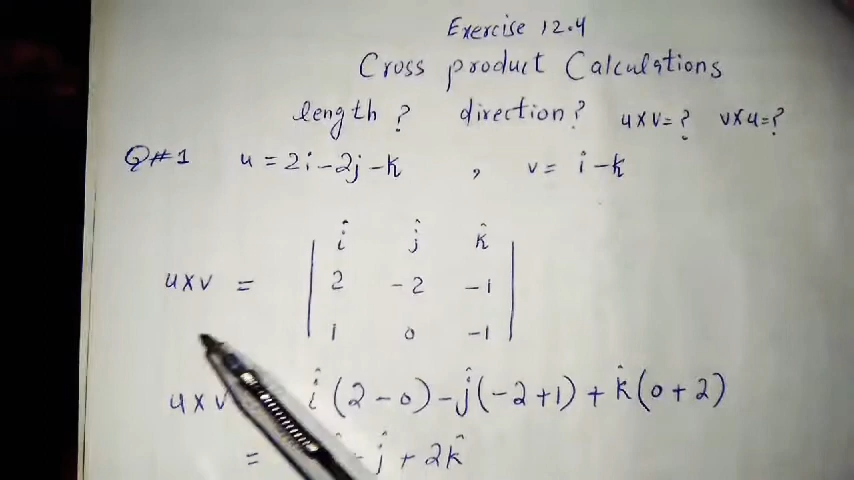 Exercise 12.4
Cross product Calculations
length ? direction ? u×v=? v×u=?
Q#1 u = 2i-2j-k , v = i-k
î ĵ k̂
u×v = | 2 -2 -1 |
1 0 -1
u×v î (2-0) - ĵ (-2+1) + k̂ (0+2)
= - ĵ + 2k̂